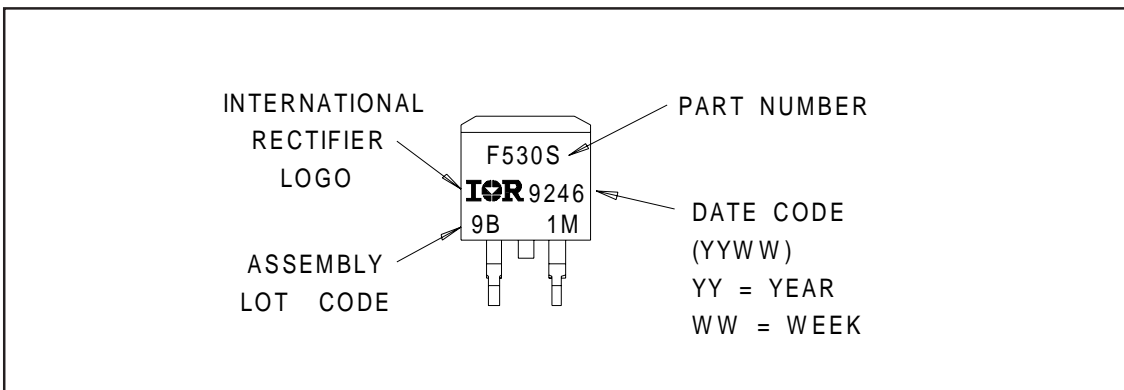 INTERNATIONAL
RECTIFIER
LOGO
ASSEMBLY
LOT CODE
F530S
IOR 9246
9B 1M
PART NUMBER
DATE CODE
(YYWW)
YY = YEAR
WW = WEEK